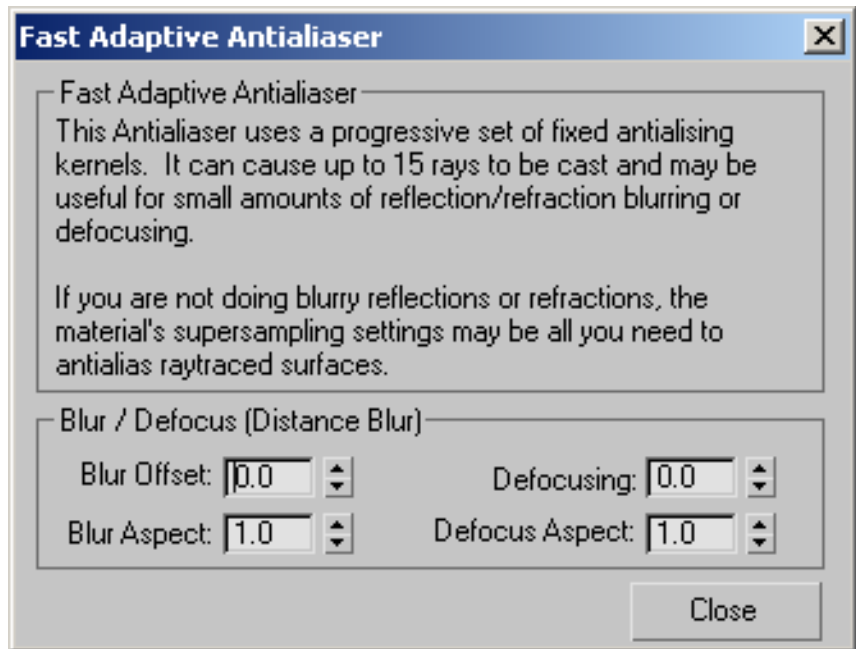 Fast Adaptive Antialiaser
Fast Adaptive Antialiaser
This Antialiaser uses a progressive set of fixed antialising
kernels.  It can cause up to 15 rays to be cast and may be
useful for small amounts of reflection/refraction blurring or
defocusing.
If you are not doing blurry reflections or refractions, the
material's supersampling settings may be all you need to
antialias raytraced surfaces.
Blur / Defocus (Distance Blur)
Blur Offset: 0.0 Defocusing: 0.0
Blur Aspect: 1.0 Defocus Aspect: 1.0
Close